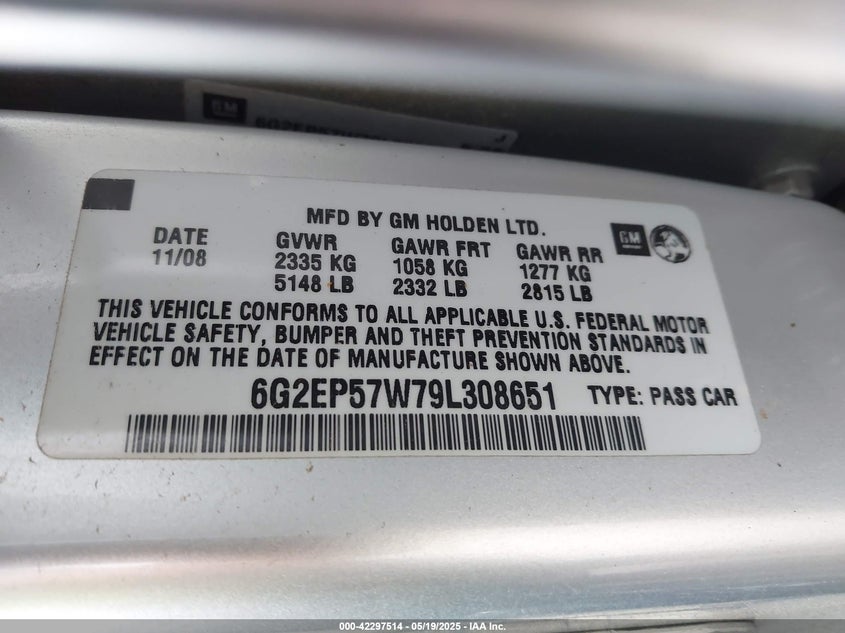 GM
MFD BY GM HOLDEN LTD.
DATE GVWR GAWR FRT GAWR RR GM
11/08 2335 KG 1058 KG 1277 KG
5148 LB 2332 LB 2815 LB
THIS VEHICLE CONFORMS TO ALL APPLICABLE U.S. FEDERAL MOTOR
VEHICLE SAFETY, BUMPER AND THEFT PREVENTION STANDARDS IN
EFFECT ON THE DATE OF MANUFACTURE SHOWN ABOVE.
6G2EP57W79L308651 TYPE: PASS CAR
000-42297514 - 05/19/2025 - IAA Inc.